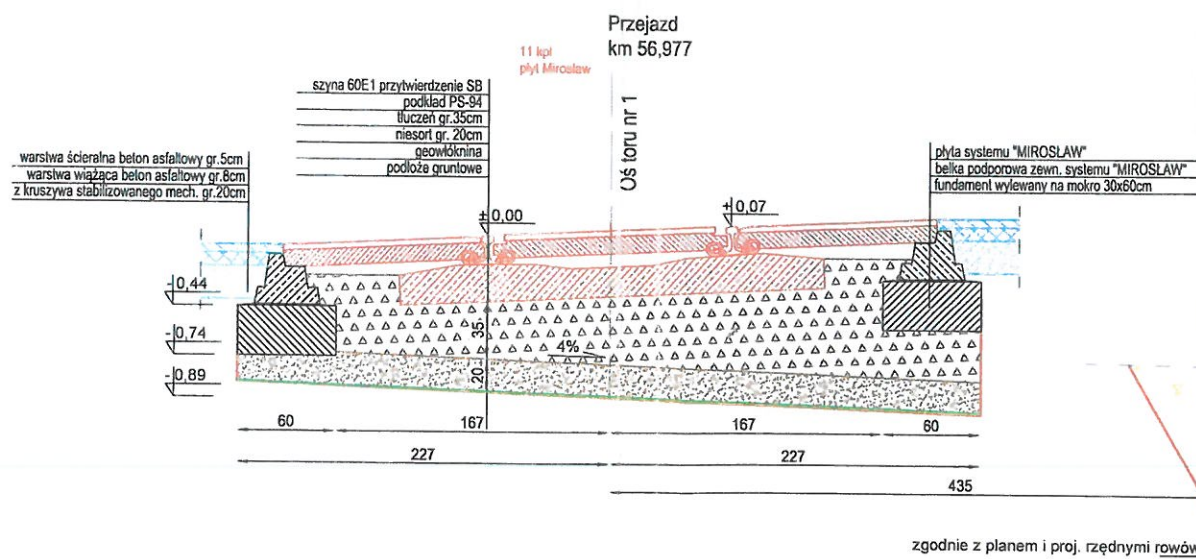 Przejazd
km 56,977
11 kpl
płyt Mirosław
szyna 60E1 przytwierdzenie SB
podkład PS-94
tłuczeń gr.35cm
niesort gr. 20cm
geowłóknina
podłoże gruntowe
Oś toru nr 1
warstwa ścieralna beton asfaltowy gr.5cm
warstwa wiążąca beton asfaltowy gr.8cm
z kruszywa stabilizowanego mech. gr.20cm
płyta systemu "MIROSŁAW"
belka podporowa zewn. systemu "MIROSŁAW"
fundament wylewany na mokro 30x60cm
± 0,00
+ 0,07
- 0,44
- 0,74
- 0,89
35
20
4%
60
167
167
60
227
227
435
zgodnie z planem i proj. rzędnymi rowów